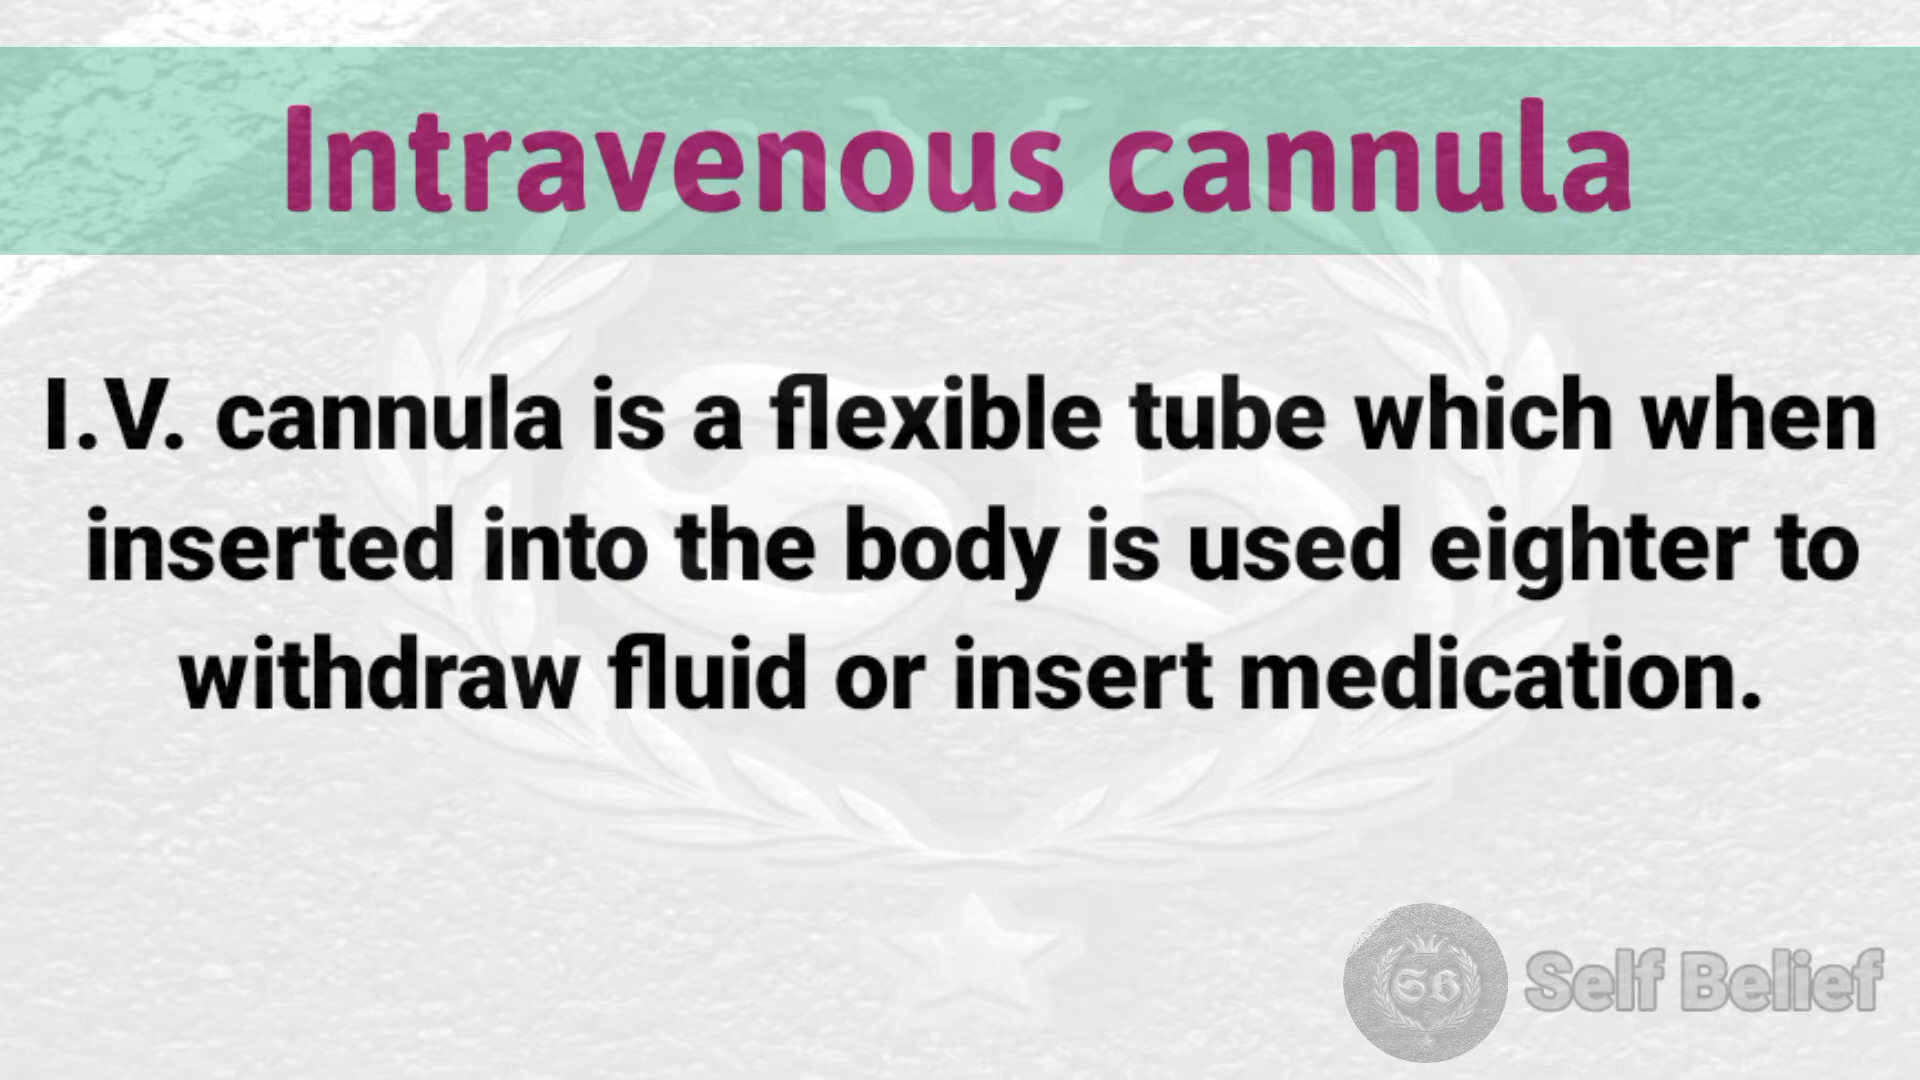 Intravenous cannula
I.V. cannula is a flexible tube which when
inserted into the body is used eighter to
withdraw fluid or insert medication.
SB
Self Belief